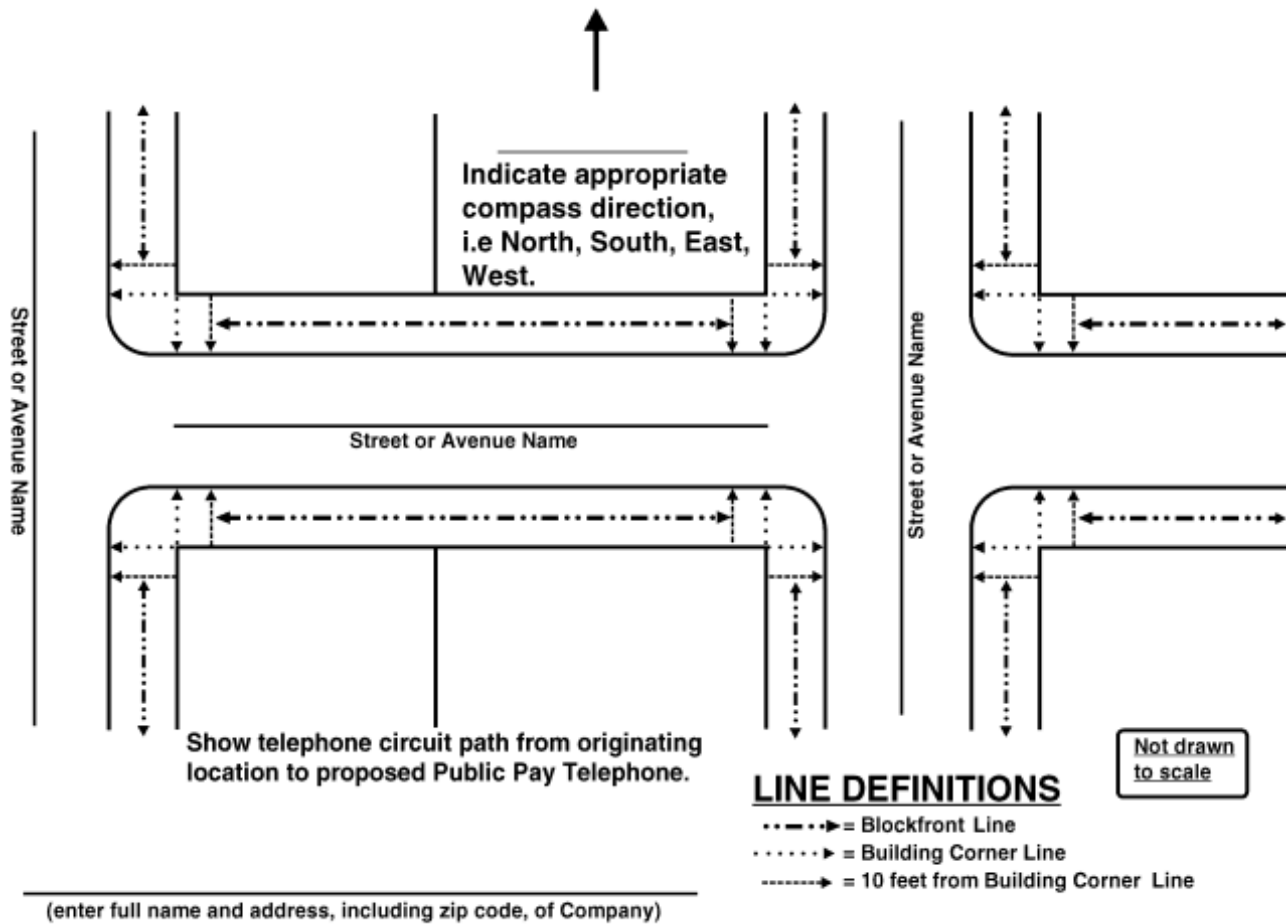 Indicate appropriate
compass direction,
i.e North, South, East,
West.
Street or Avenue Name
Street or Avenue Name
Street or Avenue Name
Show telephone circuit path from originating
location to proposed Public Pay Telephone.
Not drawn
to scale
LINE DEFINITIONS
= Blockfront Line
= Building Corner Line
= 10 feet from Building Corner Line
(enter full name and address, including zip code, of Company)